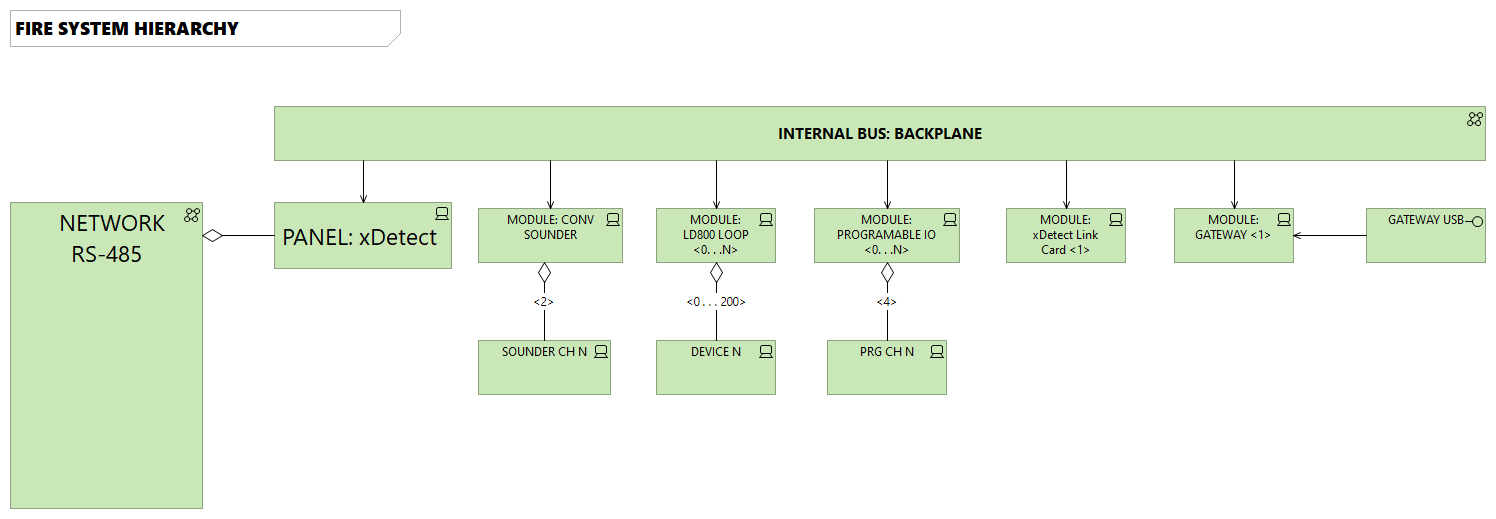 FIRE SYSTEM HIERARCHY
INTERNAL BUS: BACKPLANE
NETWORK
RS-485
PANEL: xDetect
MODULE: CONV
SOUNDER
MODULE:
LD800 LOOP
<0. . .N>
MODULE:
PROGRAMABLE IO
<0. . .N>
MODULE:
xDetect Link
Card <1>
MODULE:
GATEWAY <1>
GATEWAY USB
<2>
<0 . . . 200>
<4>
SOUNDER CH N
DEVICE N
PRG CH N